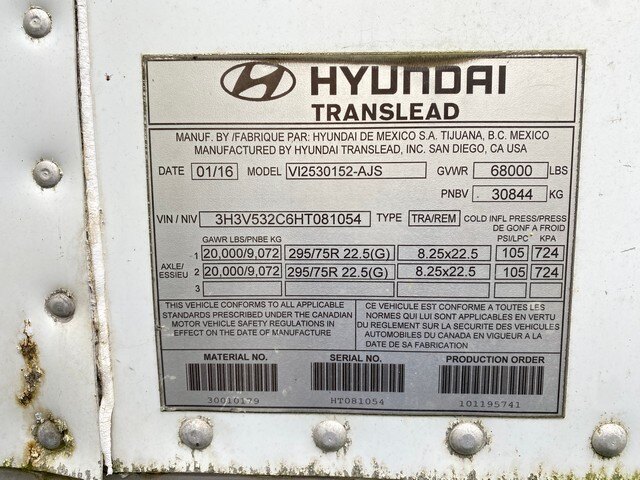 HYUNDAI
TRANSLEAD
MANUF. BY /FABRIQUE PAR: HYUNDAI DE MEXICO S.A. TIJUANA, B.C. MEXICO
MANUFACTURED BY HYUNDAI TRANSLEAD, INC. SAN DIEGO, CA USA
DATE 01/16 MODEL VI2530152-AJS GVWR 68000 LBS
PNBV 30844 KG
VIN / NIV 3H3V532C6HT081054 TYPE TRA/REM COLD INFL PRESS/PRESS
DE GONF A FROID
GAWR LBS/PNBE KG PSI/LPC KPA
1 20,000/9,072 295/75R 22.5(G) 8.25x22.5 105 724
AXLE/
ESSIEU
2 20,000/9,072 295/75R 22.5(G) 8.25x22.5 105 724
3
THIS VEHICLE CONFORMS TO ALL APPLICABLE
STANDARDS PRESCRIBED UNDER THE CANADIAN
MOTOR VEHICLE SAFETY REGULATIONS IN
EFFECT ON THE DATE OF MANUFACTURE
CE VEHICULE EST CONFORME A TOUTES LES
NORMES QUI LUI SONT APPLICABLES EN VERTU
DU REGLEMENT SUR LA SECURITE DES VEHICULES
AUTOMOBILES DU CANADA EN VIGUEUR A LA
DATE DE SA FABRICATION
MATERIAL NO. SERIAL NO. PRODUCTION ORDER
30010179 HT081054 101195741